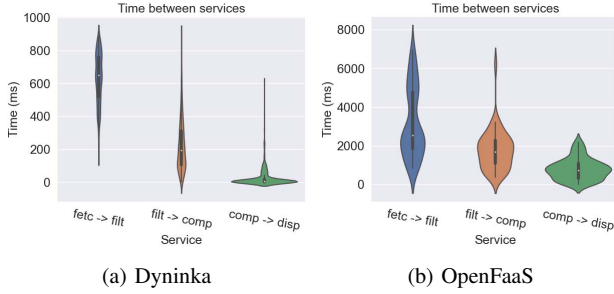 Time between services
Time (ms)
1000
800
600
400
200
0
fetc -> filt
filt -> comp
comp -> disp
Service
(a) Dyninka
Time between services
Time (ms)
8000
6000
4000
2000
0
fetc -> filt
filt -> comp
comp -> disp
Service
(b) OpenFaaS